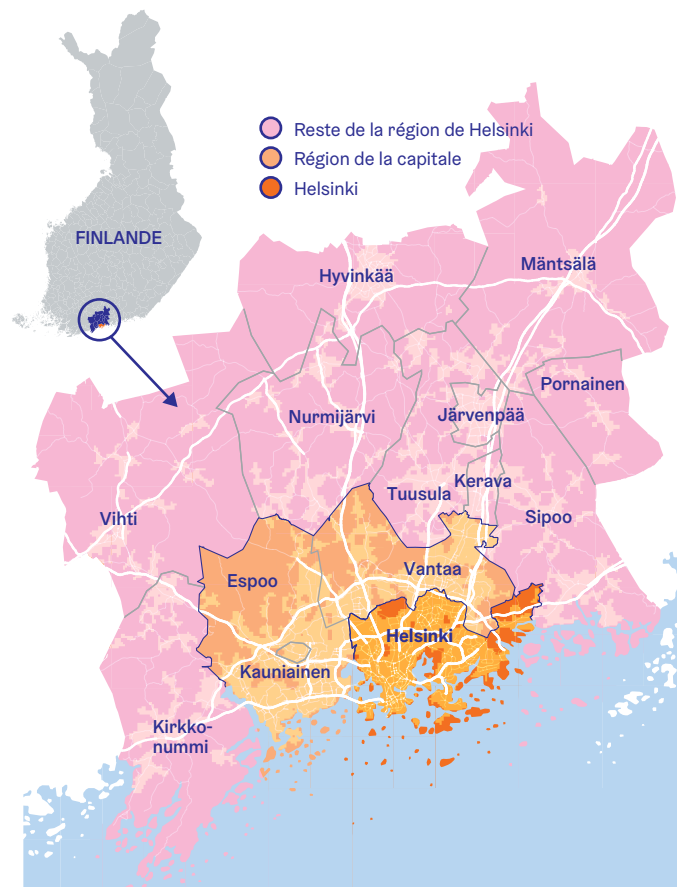 Reste de la région de Helsinki
Région de la capitale
Helsinki
FINLANDE
Hyvinkää
Mäntsälä
Pornainen
Nurmijärvi
Järvenpää
Kerava
Tuusula
Vihti
Sipoo
Vantaa
Espoo
Helsinki
Kauniainen
Kirkko-
nummi